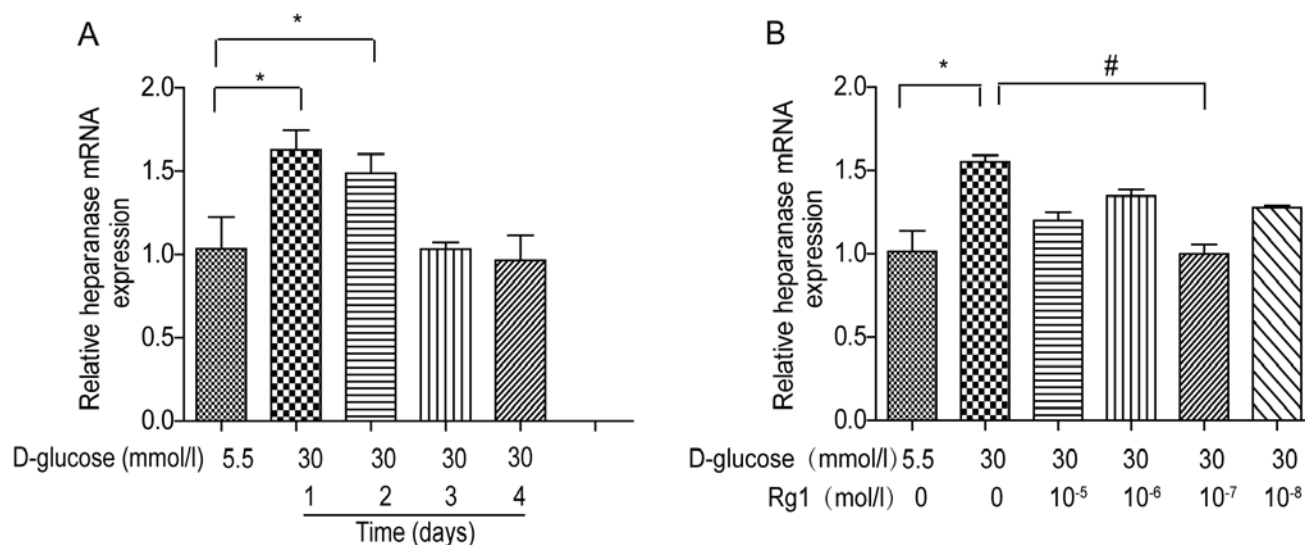 A
*
*
Relative heparanase mRNA
expression
2.0
1.5
1.0
0.5
0.0
D-glucose (mmol/l) 5.5 30 30 30 30
1 2 3 4
Time (days)
B
*
#
Relative heparanase mRNA
expression
2.0
1.5
1.0
0.5
0.0
D-glucose（mmol/l） 5.5 30 30 30 30 30
Rg1（mol/l） 0 0 10⁻⁵ 10⁻⁶ 10⁻⁷ 10⁻⁸